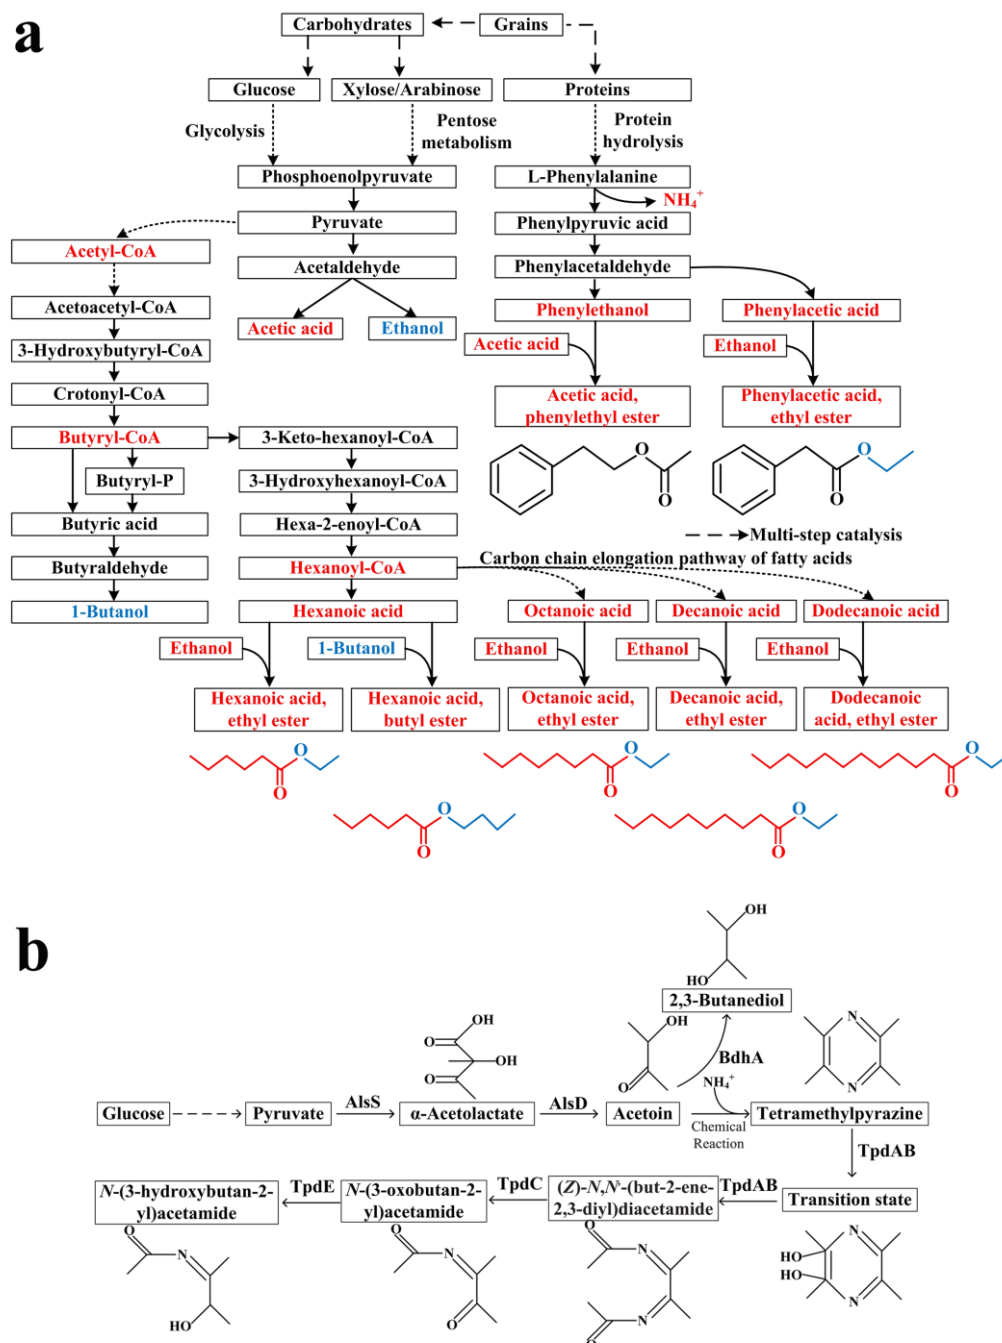 a
Carbohydrates
Grains
Glucose
Xylose/Arabinose
Proteins
Glycolysis
Pentose
metabolism
Protein
hydrolysis
Phosphoenolpyruvate
L-Phenylalanine
NH4+
Pyruvate
Phenylpyruvic acid
Acetyl-CoA
Acetaldehyde
Phenylacetaldehyde
Acetoacetyl-CoA
Acetic acid
Ethanol
Phenylethanol
Phenylacetic acid
3-Hydroxybutyryl-CoA
Acetic acid
Ethanol
Crotonyl-CoA
Acetic acid,
phenylethyl ester
Phenylacetic acid,
ethyl ester
Butyryl-CoA
3-Keto-hexanoyl-CoA
O
O
O
O
Butyryl-P
3-Hydroxyhexanoyl-CoA
Butyric acid
Hexa-2-enoyl-CoA
Multi-step catalysis
Carbon chain elongation pathway of fatty acids
Butyraldehyde
Hexanoyl-CoA
1-Butanol
Hexanoic acid
Octanoic acid
Decanoic acid
Dodecanoic acid
Ethanol
1-Butanol
Ethanol
Ethanol
Ethanol
Hexanoic acid,
ethyl ester
Hexanoic acid,
butyl ester
Octanoic acid,
ethyl ester
Decanoic acid,
ethyl ester
Dodecanoic
acid, ethyl ester
O
O
O
O
O
O
O
O
O
O
b
OH
HO
2,3-Butanediol
OH
O
OH
O
OH
O
N
N
BdhA
NH4+
Glucose
Pyruvate
AlsS
α-Acetolactate
AlsD
Acetoin
Chemical
Reaction
Tetramethylpyrazine
TpdAB
N-(3-hydroxybutan-2-
yl)acetamide
TpdE
N-(3-oxobutan-2-
yl)acetamide
TpdC
(Z)-N,N'-(but-2-ene-
2,3-diyl)diacetamide
TpdAB
Transition state
O
N
HO
O
N
O
O
N
N
O
HO
HO
N
N